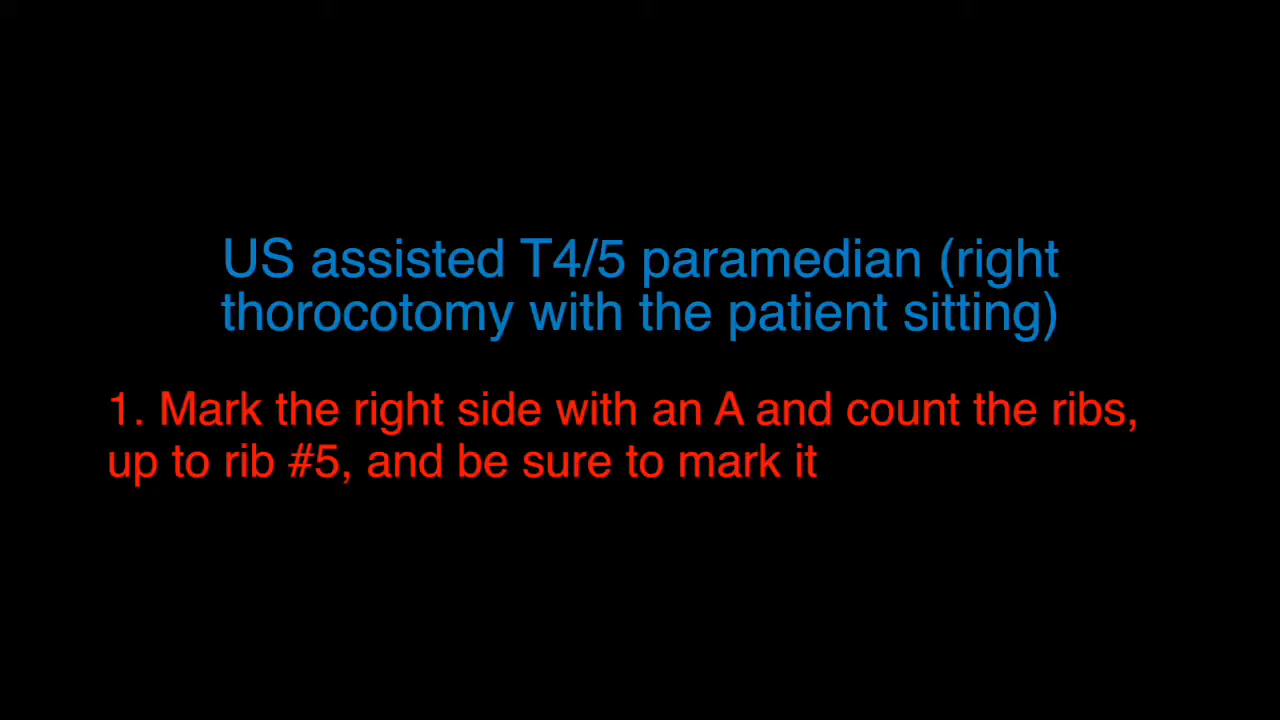 US assisted T4/5 paramedian (right
thorocotomy with the patient sitting)
1. Mark the right side with an A and count the ribs,
up to rib #5, and be sure to mark it